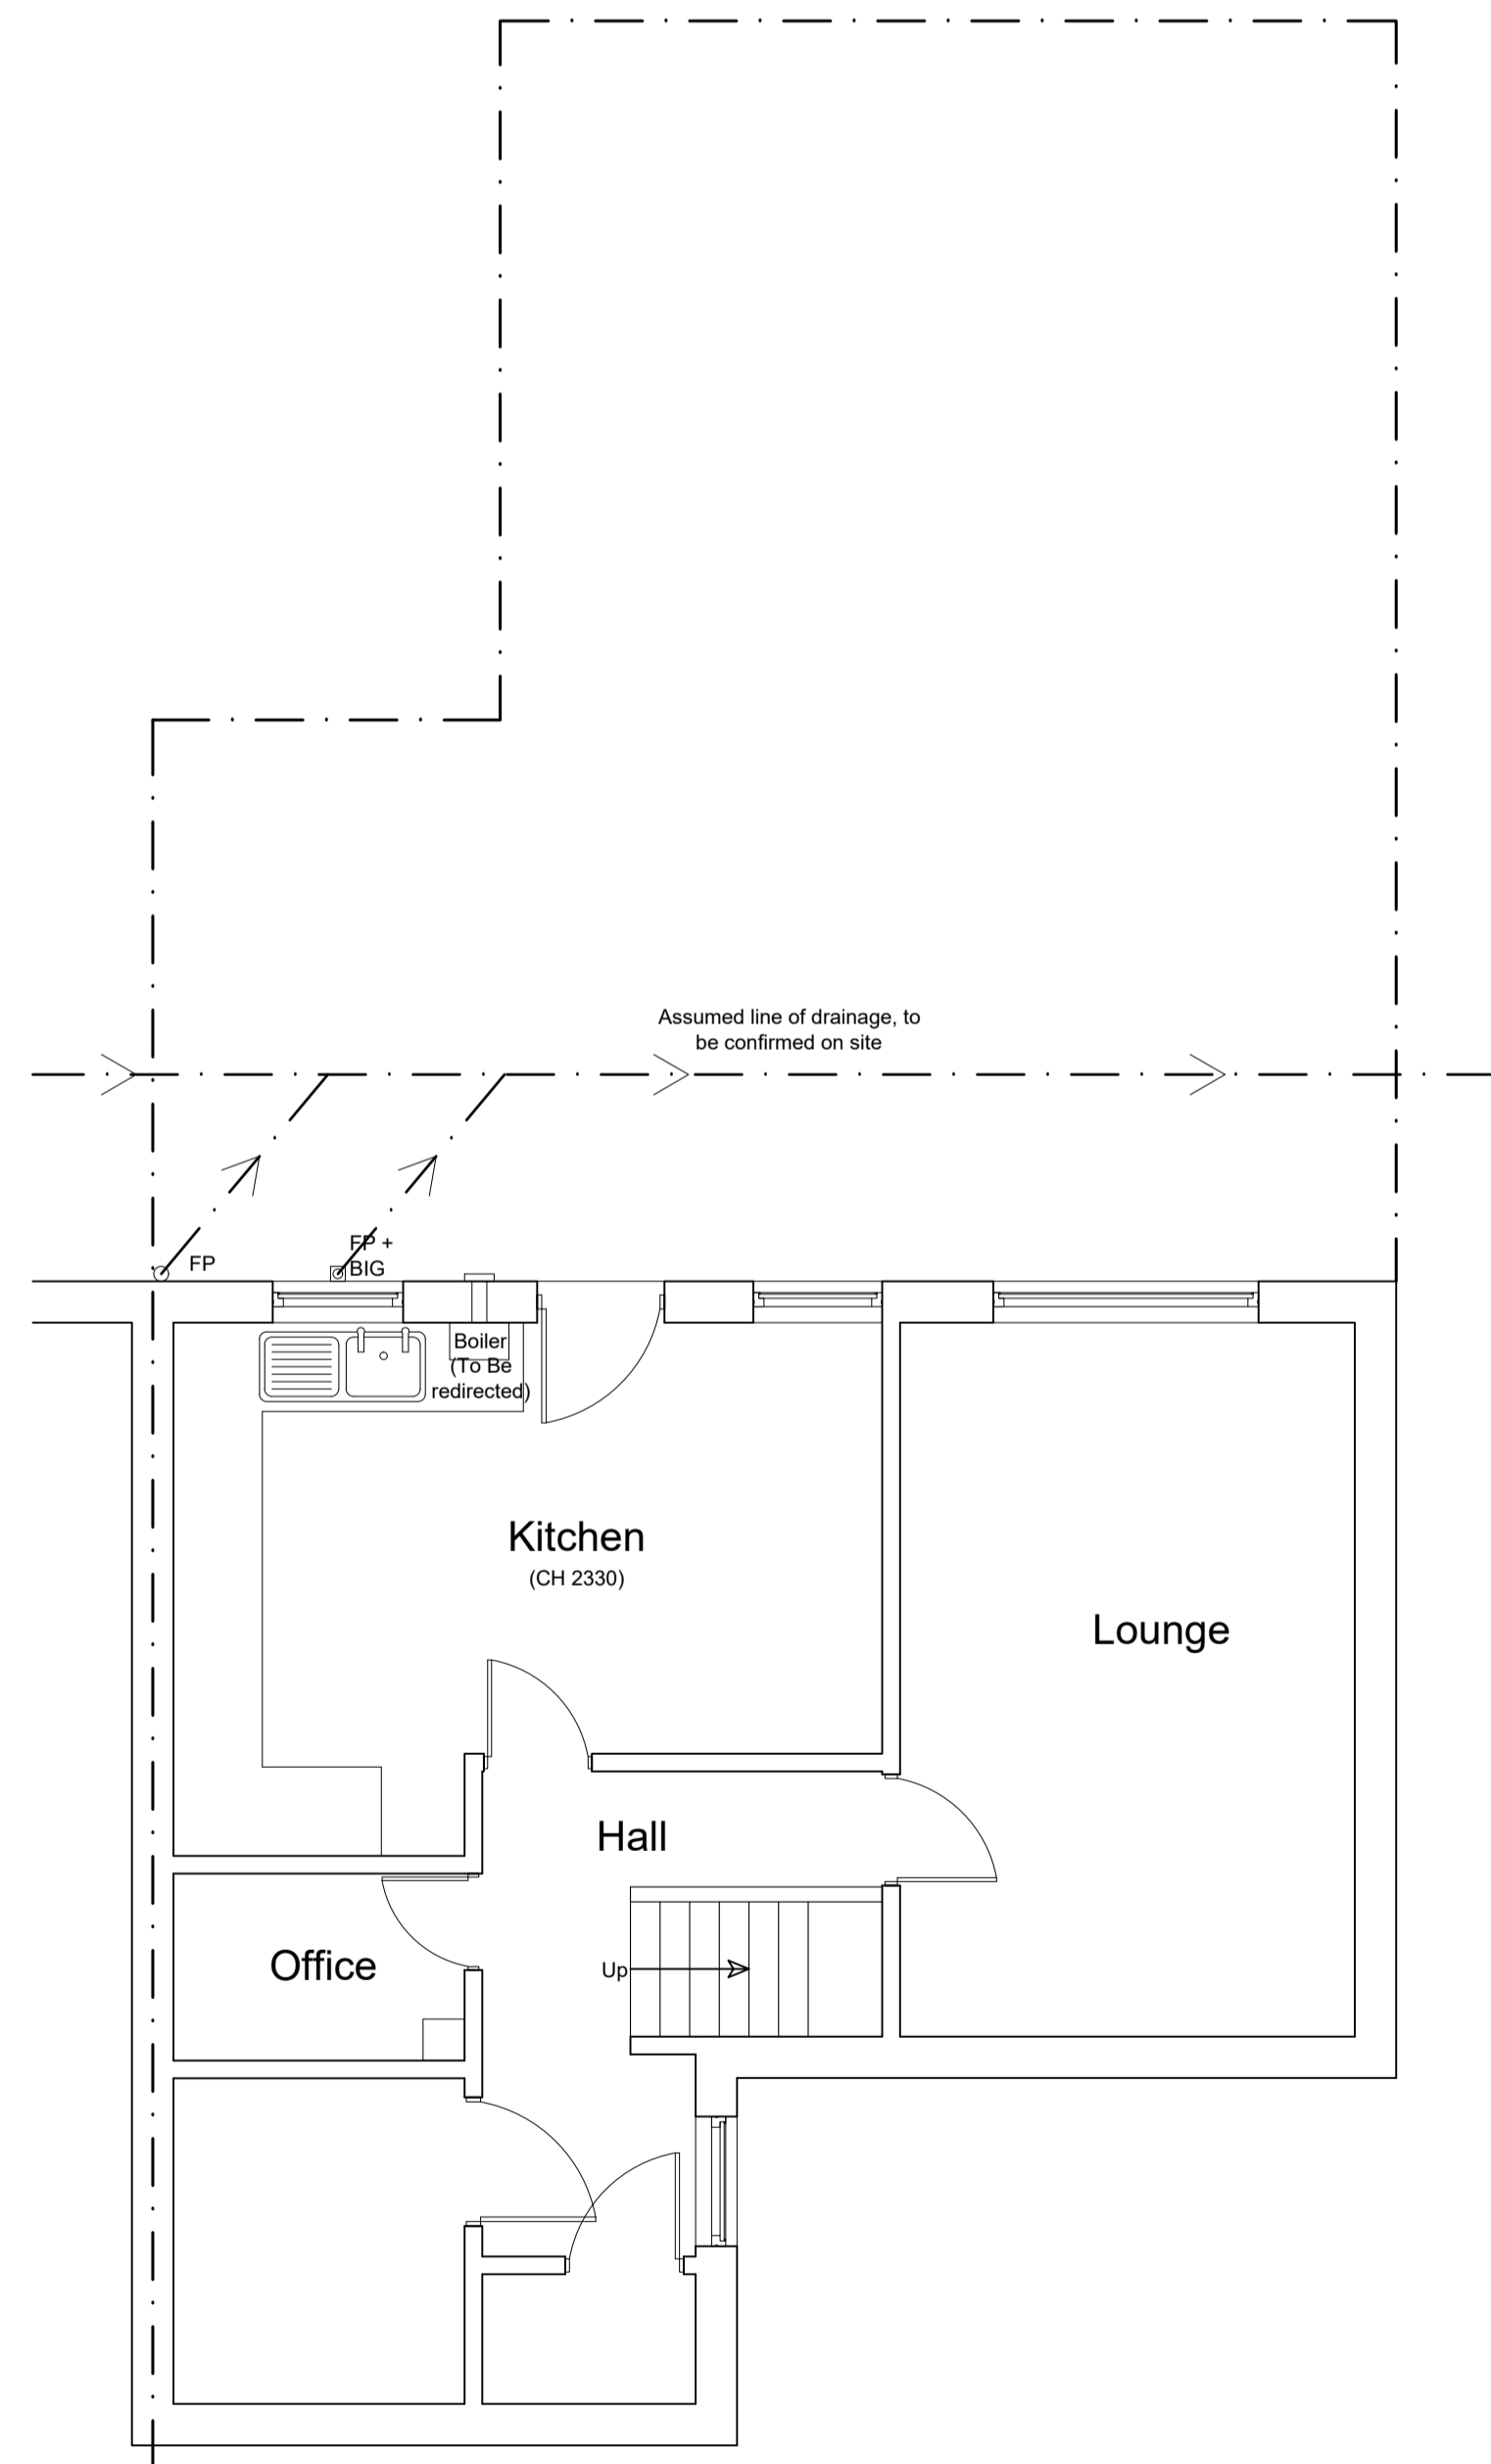 Assumed line of drainage, to
be confirmed on site
FP +
BIG
FP
Boiler
(To Be
redirected)
Kitchen
(CH 2330)
Lounge
Hall
Office
Up